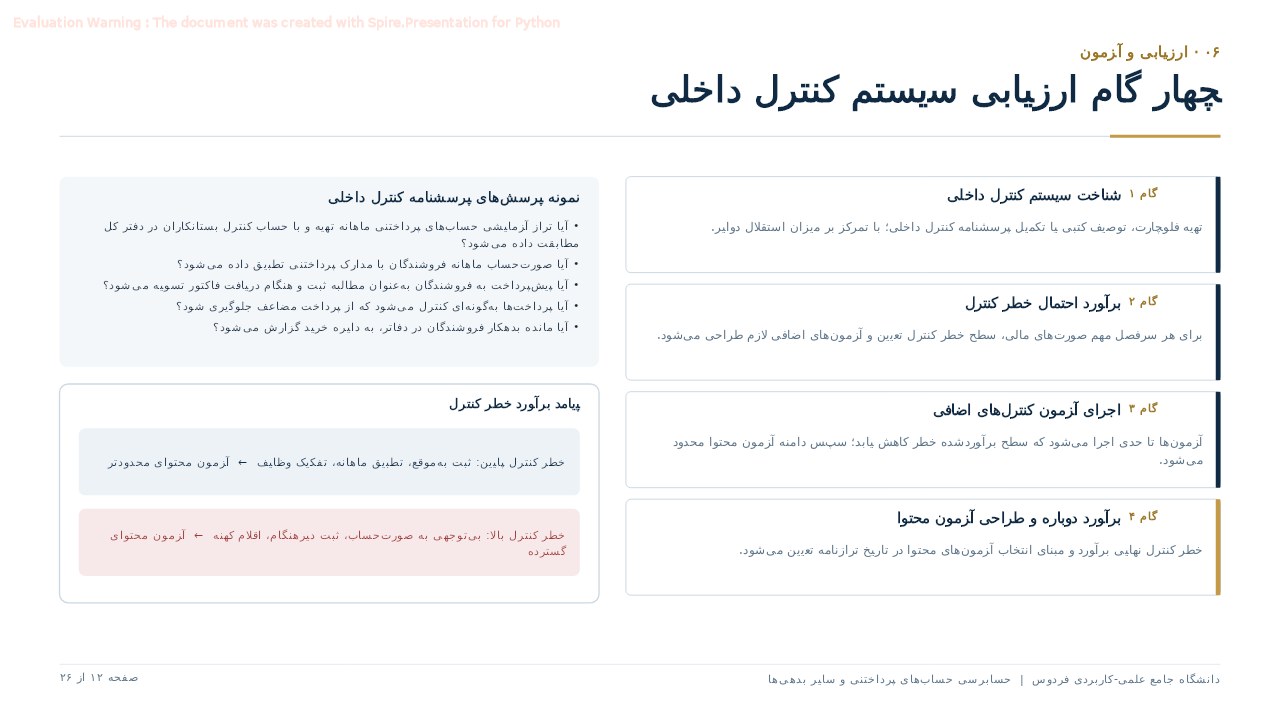 Evaluation Warning : The document was created with Spire.Presentation for Python
۰۶ · ارزیابی و آزمون
چهار گام ارزیابی سیستم کنترل داخلی
گام ۱ شناخت سیستم کنترل داخلی
تهیه فلوچارت، توصیف کتبی یا تکمیل پرسشنامه کنترل داخلی؛ با تمرکز بر میزان استقلال دوایر.
گام ۲ برآورد احتمال خطر کنترل
برای هر سرفصل مهم صورت‌های مالی، سطح خطر کنترل تعیین و آزمون‌های اضافی لازم طراحی می‌شود.
گام ۳ اجرای آزمون کنترل‌های اضافی
آزمون‌ها تا حدی اجرا می‌شود که سطح برآوردشده خطر کاهش یابد؛ سپس دامنه آزمون محتوا محدود
می‌شود.
گام ۴ برآورد دوباره و طراحی آزمون محتوا
خطر کنترل نهایی برآورد و مبنای انتخاب آزمون‌های محتوا در تاریخ ترازنامه تعیین می‌شود.
نمونه پرسش‌های پرسشنامه کنترل داخلی
• آیا تراز آزمایشی حساب‌های پرداختنی ماهانه تهیه و با حساب کنترل بستانکاران در دفتر کل
مطابقت داده می‌شود؟
• آیا صورت‌حساب ماهانه فروشندگان با مدارک پرداختنی تطبیق داده می‌شود؟
• آیا پیش‌پرداخت به فروشندگان به‌عنوان مطالبه ثبت و هنگام دریافت فاکتور تسویه می‌شود؟
• آیا پرداخت‌ها به‌گونه‌ای کنترل می‌شود که از پرداخت مضاعف جلوگیری شود؟
• آیا مانده بدهکار فروشندگان در دفاتر، به دایره خرید گزارش می‌شود؟
پیامد برآورد خطر کنترل
خطر کنترل پایین: ثبت به‌موقع، تطبیق ماهانه، تفکیک وظایف ← آزمون محتوای محدودتر
خطر کنترل بالا: بی‌توجهی به صورت‌حساب، ثبت دیرهنگام، اقلام کهنه ← آزمون محتوای
گسترده
دانشگاه جامع علمی-کاربردی فردوس | حسابرسی حساب‌های پرداختنی و سایر بدهی‌ها
صفحه ۱۲ از ۲۶